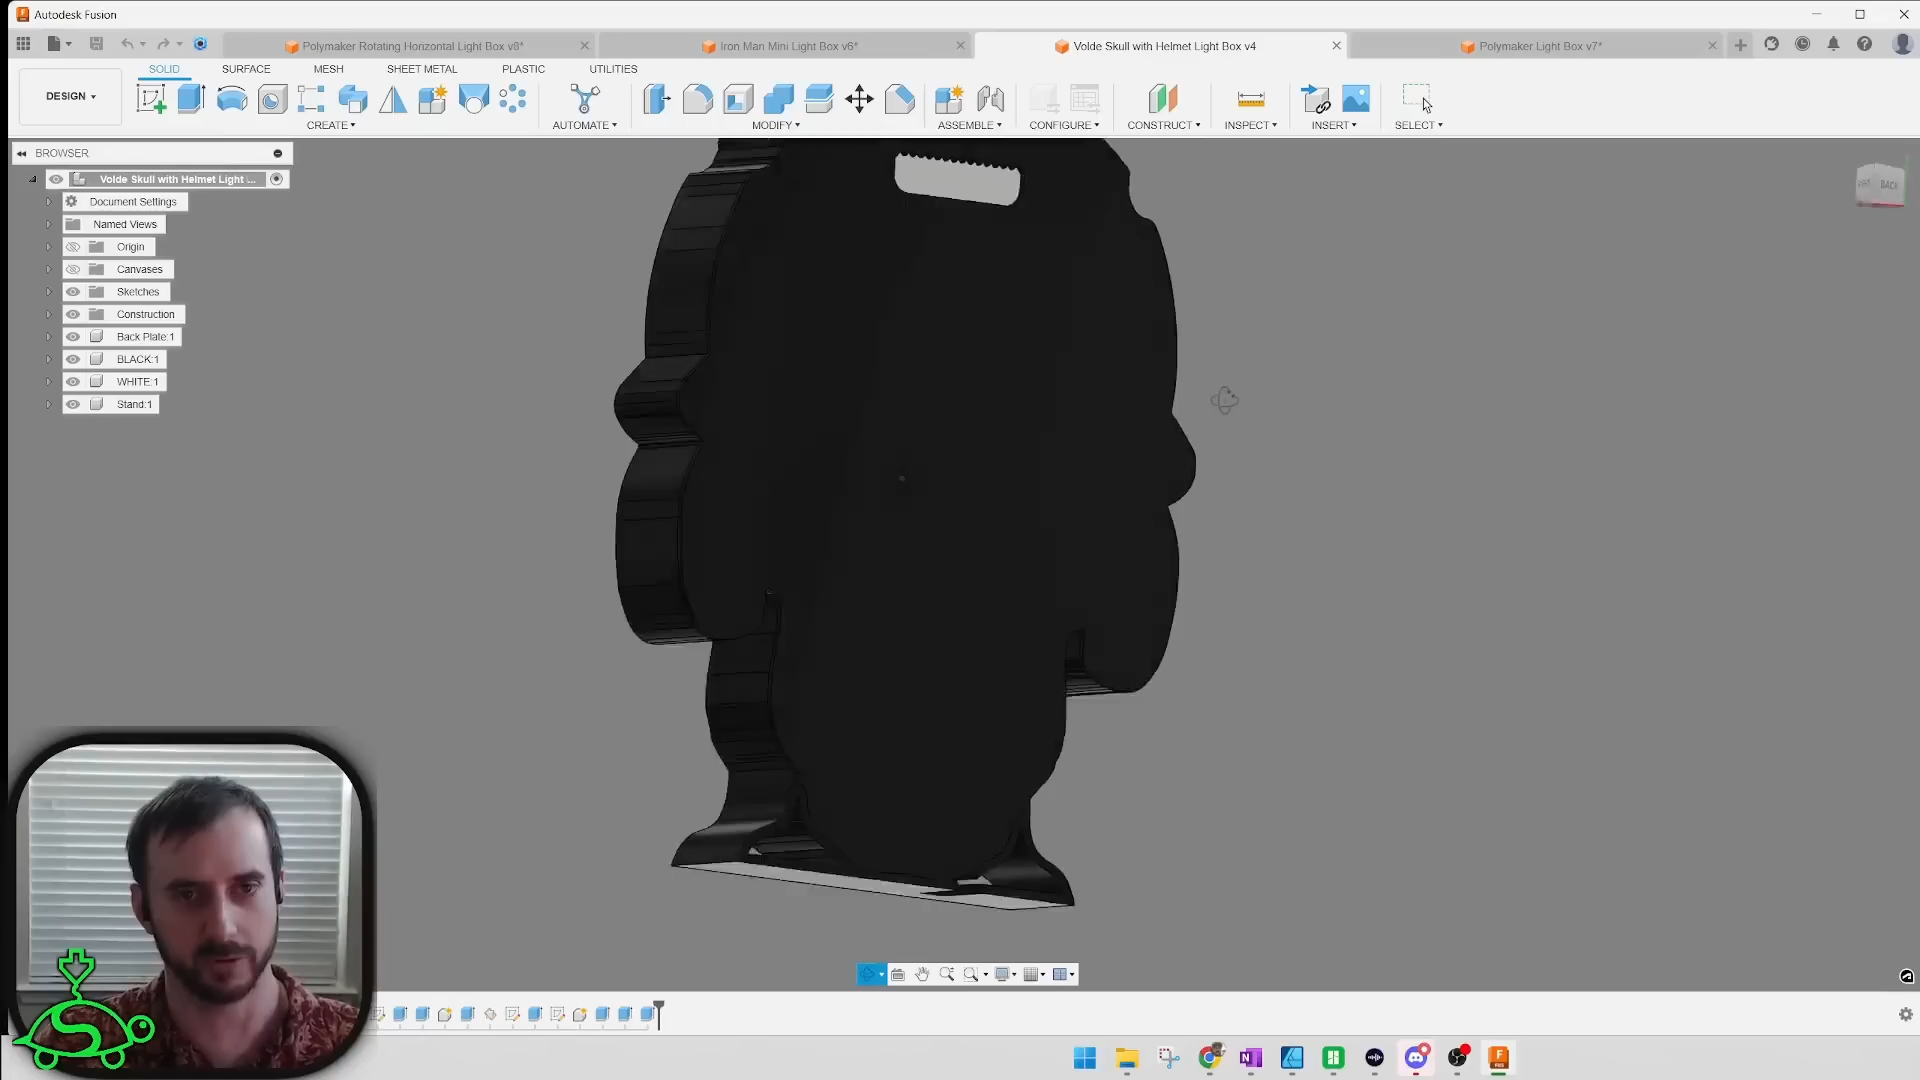 Autodesk Fusion
Polymaker Rotating Horizontal Light Box v8*
Iron Man Mini Light Box v6*
Volde Skull with Helmet Light Box v4
Polymaker Light Box v7*
SOLID
SURFACE
MESH
SHEET METAL
PLASTIC
UTILITIES
DESIGN
CREATE
AUTOMATE
MODIFY
ASSEMBLE
CONFIGURE
CONSTRUCT
INSPECT
INSERT
SELECT
BROWSER
Volde Skull with Helmet Light ...
Document Settings
Named Views
Origin
Canvases
Sketches
Construction
Back Plate:1
BLACK:1
WHITE:1
Stand:1
BACK
S